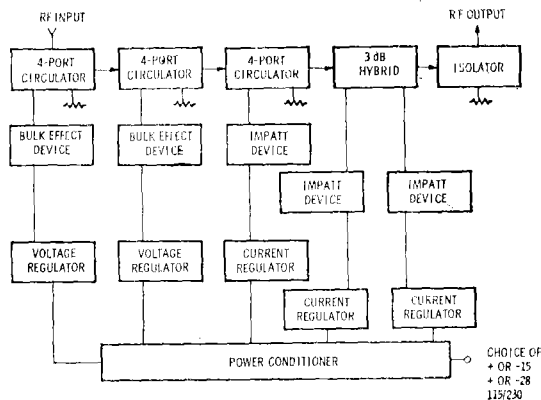 RF INPUT
RF OUTPUT
4-PORT
CIRCULATOR
4-PORT
CIRCULATOR
4-PORT
CIRCULATOR
3 dB
HYBRID
ISOLATOR
BULK EFFECT
DEVICE
BULK EFFECT
DEVICE
IMPATT
DEVICE
IMPATT
DEVICE
IMPATT
DEVICE
VOLTAGE
REGULATOR
VOLTAGE
REGULATOR
CURRENT
REGULATOR
CURRENT
REGULATOR
CURRENT
REGULATOR
POWER CONDITIONER
CHOICE OF
+ OR -15
+ OR -28
115/230